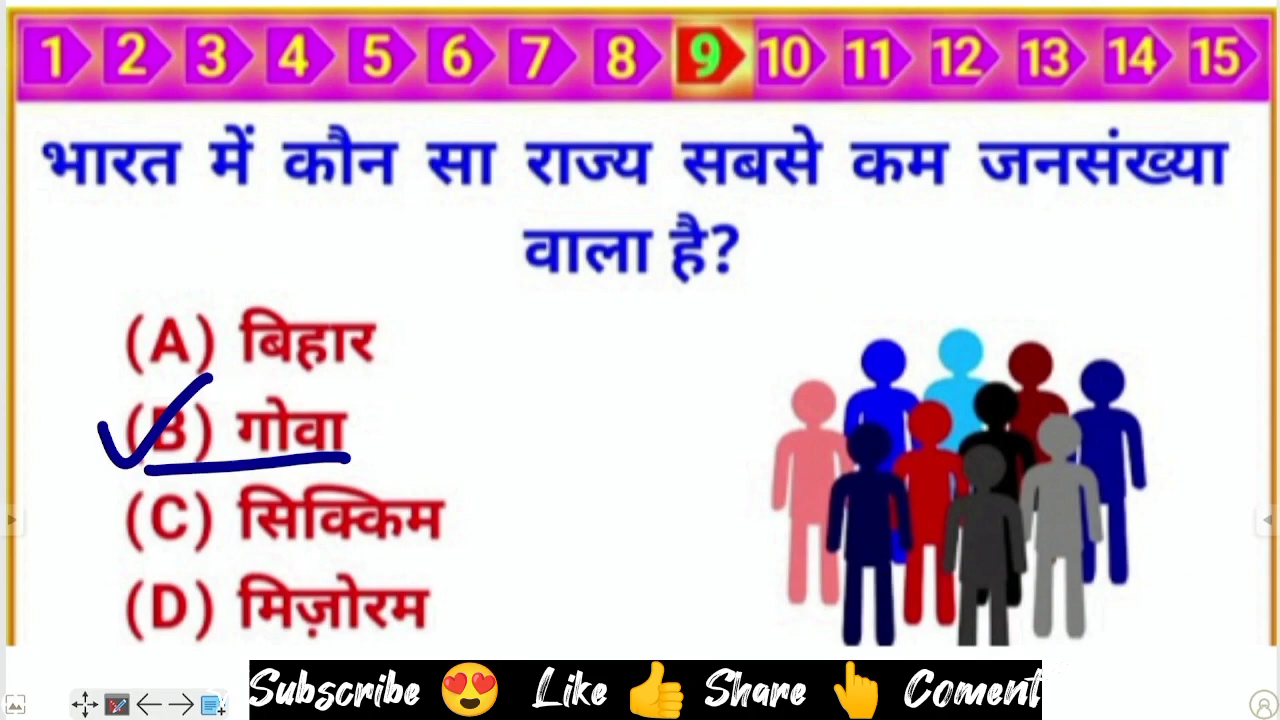 1 2 3 4 5 6 7 8 9 10 11 12 13 14 15
भारत में कौन सा राज्य सबसे कम जनसंख्या
वाला है?
(A) बिहार
(B) गोवा
(C) सिक्किम
(D) मिज़ोरम
Subscribe 😍 Like 👍 Share 👆 Coment